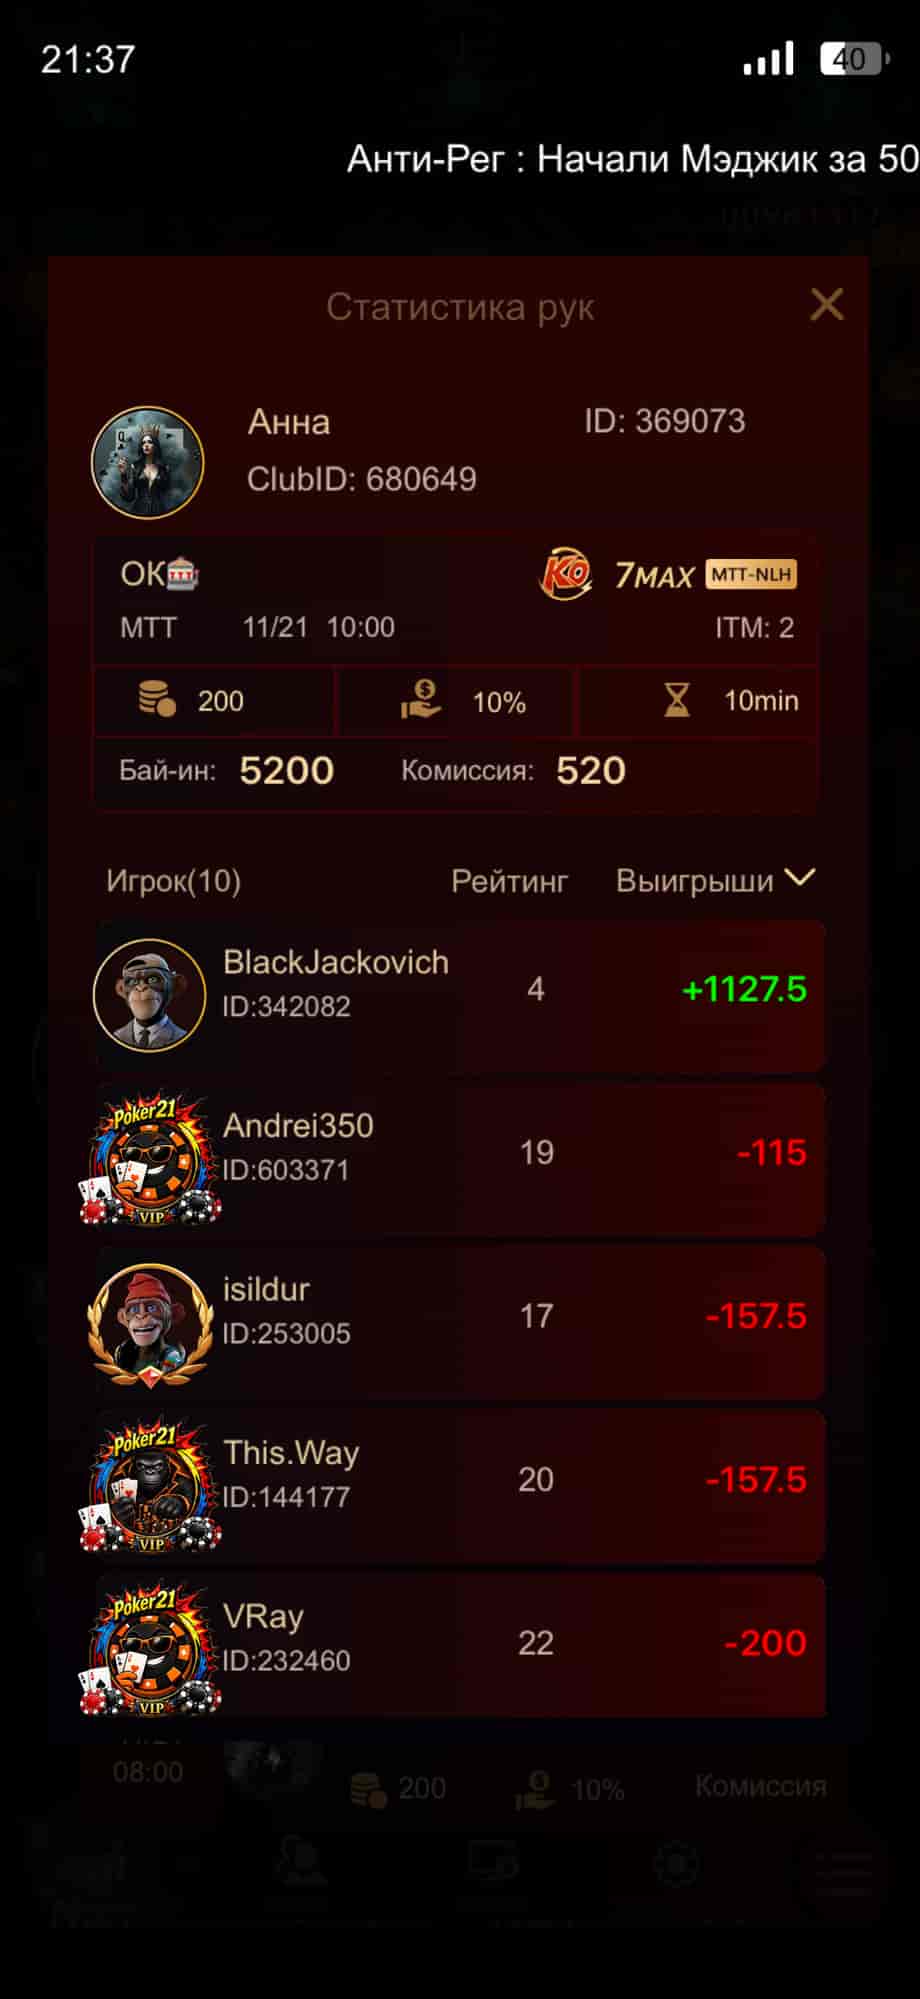 21:37
40
Анти-Рег : Начали Мэджик за 50
Статистика рук
Анна
ID: 369073
ClubID: 680649
ОК
KO 7MAX MTT-NLH
MTT 11/21 10:00 ITM: 2
200 10% 10min
Бай-ин: 5200 Комиссия: 520
Игрок(10) Рейтинг Выигрыши
BlackJackovich
ID:342082
4
+1127.5
Poker21
VIP
Andrei350
ID:603371
19
-115
isildur
ID:253005
17
-157.5
Poker21
VIP
This.Way
ID:144177
20
-157.5
Poker21
VIP
VRay
ID:232460
22
-200
08:00
200 10% Комиссия